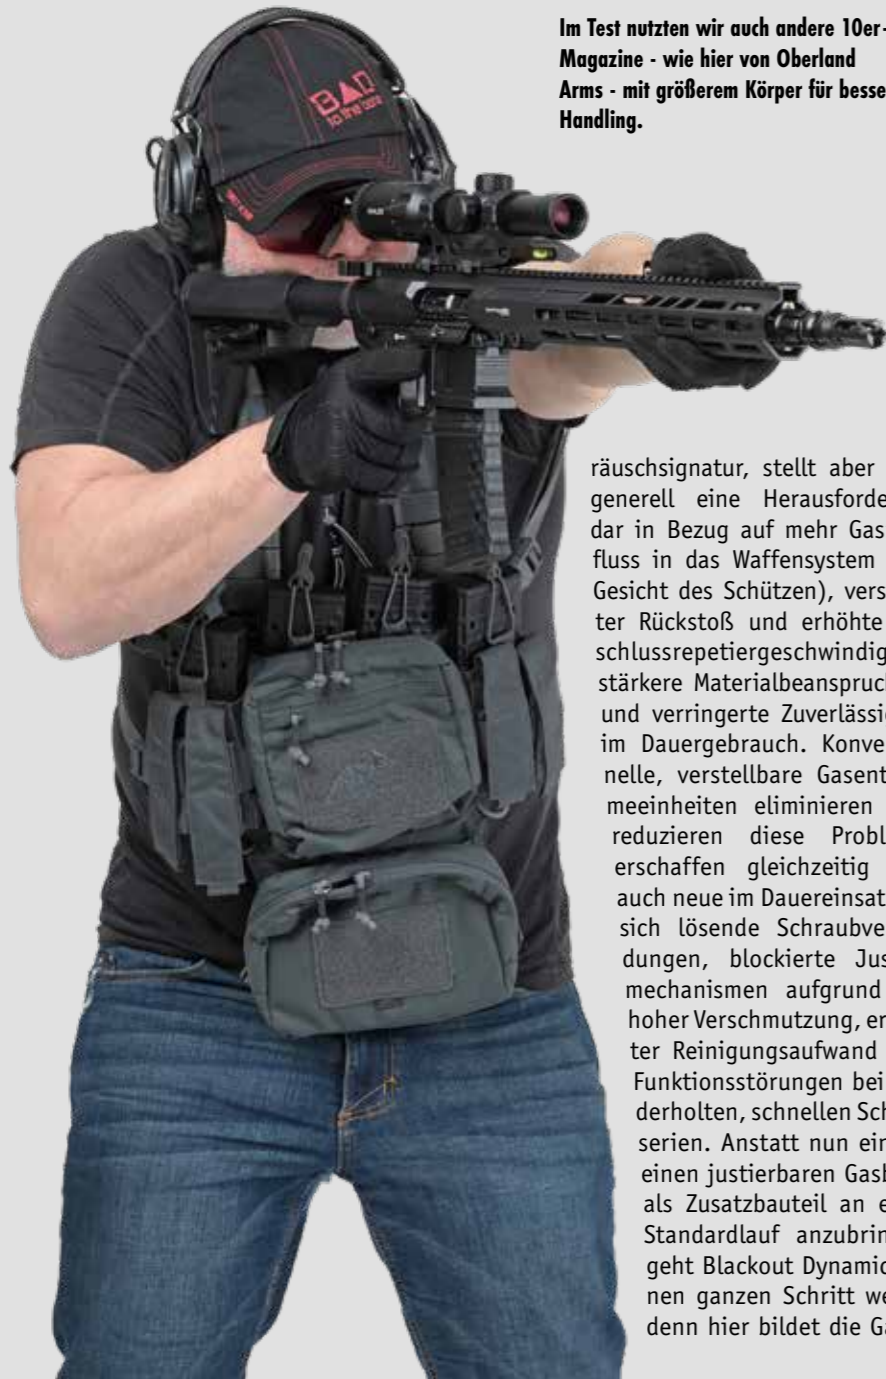 Im Test nutzten wir auch andere 10er-
Magazine - wie hier von Oberland
Arms - mit größerem Körper für besse
Handling.
BAD
to the bone
räuschsignatur, stellt aber
generell eine Herausforde
dar in Bezug auf mehr Gas
fluss in das Waffensystem
Gesicht des Schützen), vers
ter Rückstoß und erhöhte
schlussrepetiergeschwindig
stärkere Materialbeanspruch
und verringerte Zuverlässig
im Dauergebrauch. Konve
nelle, verstellbare Gasent
meeinheiten eliminieren
reduzieren diese Probl
erschaffen gleichzeitig
auch neue im Dauereinsat
sich lösende Schraubve
dungen, blockierte Jus
mechanismen aufgrund
hoher Verschmutzung, er
ter Reinigungsaufwand
Funktionsstörungen bei
derholten, schnellen Sch
serien. Anstatt nun ein
einen justierbaren Gasb
als Zusatzbauteil an e
Standardlauf anzubrin
geht Blackout Dynamic
nen ganzen Schritt we
denn hier bildet die Ga